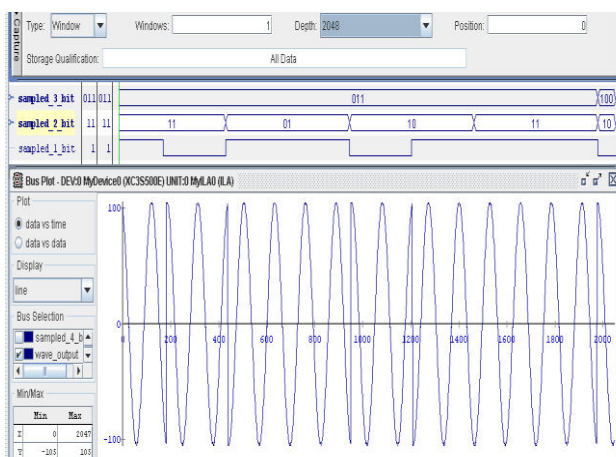 Type: Window Windows: 1 Depth: 2048 Position: 0
Capture
Storage Qualification: All Data
sampled_3_bit 011 011 011 100
sampled_2_bit 11 11 11 01 10 11 10
sampled_1_bit 1 1
Bus Plot - DEV:0 MyDevice0 (XC3S500E) UNIT:0 MyILA0 (ILA)
Plot
data vs time
data vs data
Display
line
Bus Selection
sampled_4_b
wave_output
Min/Max
Min Max
X 0 2047
Y -105 105
100
0
-100
0 200 400 600 800 1000 1200 1400 1600 1800 2000